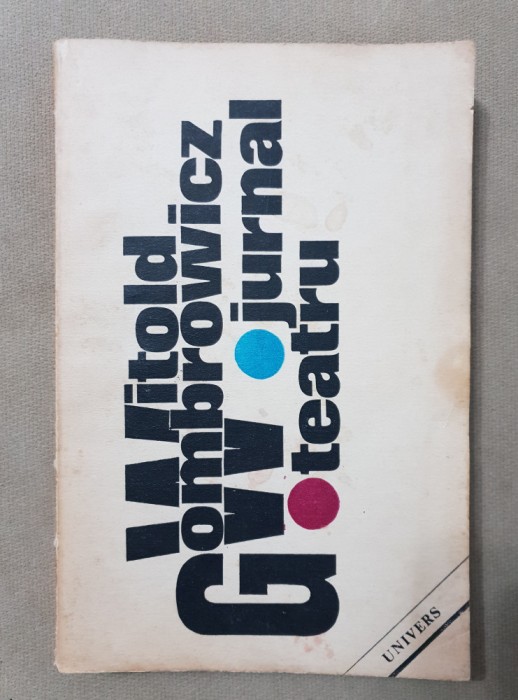 Witold
Gombrowicz
jurnal
teatru
UNIVERS